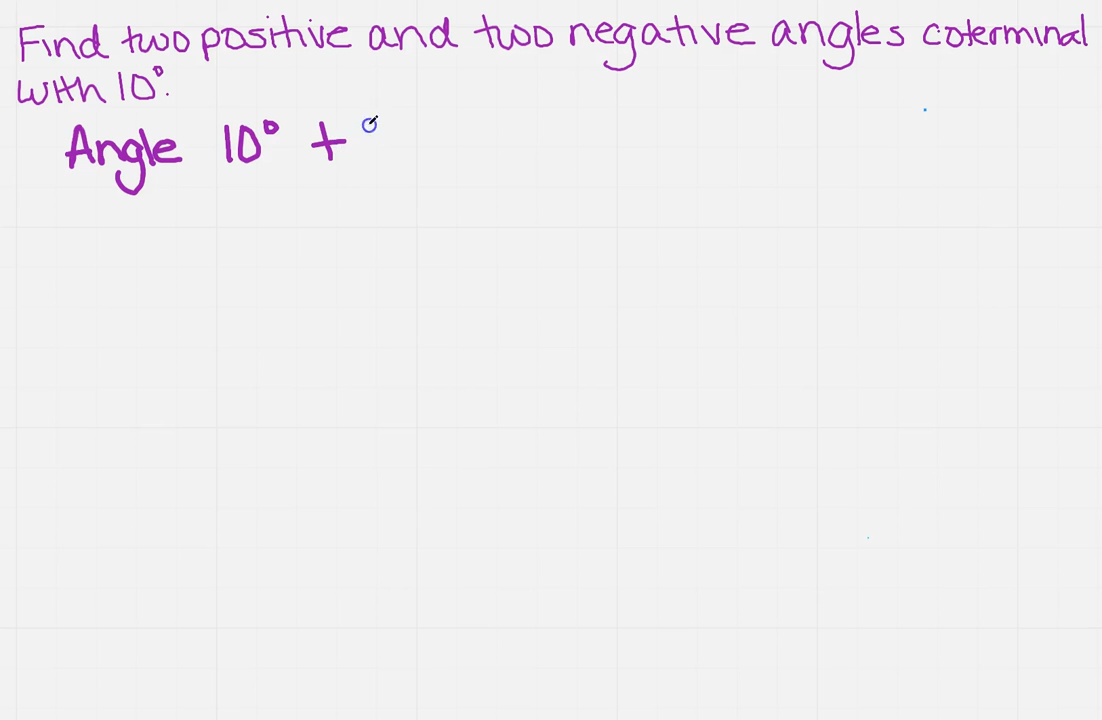 Find two positive and two negative angles coterminal
with 10°.
Angle 10° +